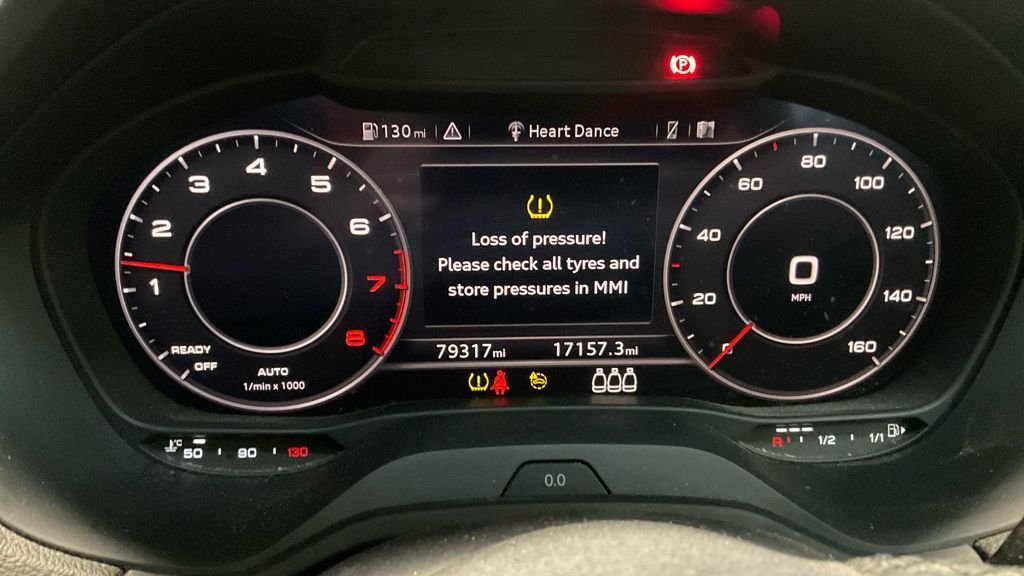 P
130 mi
Heart Dance
1
2
3
4
5
6
7
8
READY
OFF
AUTO
1/min x 1000
!
Loss of pressure!
Please check all tyres and
store pressures in MMI
79317mi 17157.3mi
0
20
40
60
80
100
120
140
160
0
MPH
°C
50 90 130
R 1/2 1/1
0.0